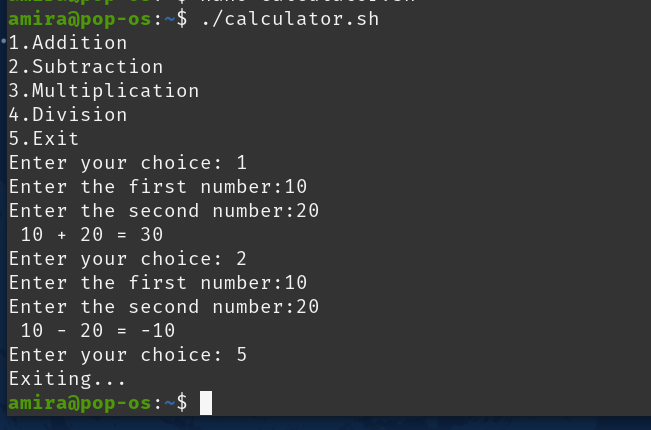 amira@pop-os:~$ ./calculator.sh
1.Addition
2.Subtraction
3.Multiplication
4.Division
5.Exit
Enter your choice: 1
Enter the first number:10
Enter the second number:20
 10 + 20 = 30
Enter your choice: 2
Enter the first number:10
Enter the second number:20
 10 - 20 = -10
Enter your choice: 5
Exiting...
amira@pop-os:~$